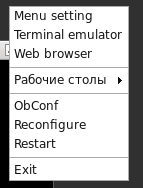 Menu setting
Terminal emulator
Web browser
Рабочие столы
ObConf
Reconfigure
Restart
Exit